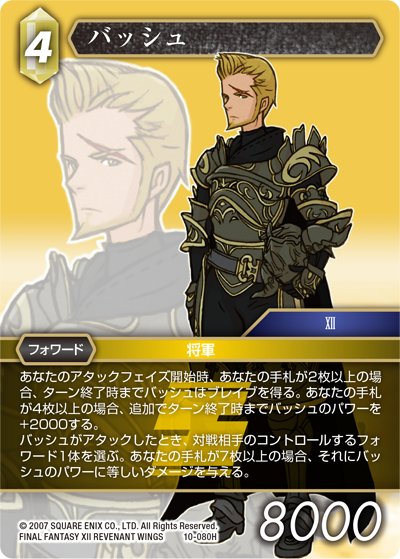 4
バッシュ
XII
フォワード
将軍
あなたのアタックフェイズ開始時、あなたの手札が2枚以上の場
合、ターン終了時までバッシュはブレイブを得る。あなたの手札
が4枚以上の場合、追加でターン終了時までバッシュのパワーを
+2000する。
バッシュがアタックしたとき、対戦相手のコントロールするフォ
ワード1体を選ぶ。あなたの手札が7枚以上の場合、それにバッ
シュのパワーに等しいダメージを与える。
© 2007 SQUARE ENIX CO., LTD. All Rights Reserved.
FINAL FANTASY XII REVENANT WINGS 10-080H
8000